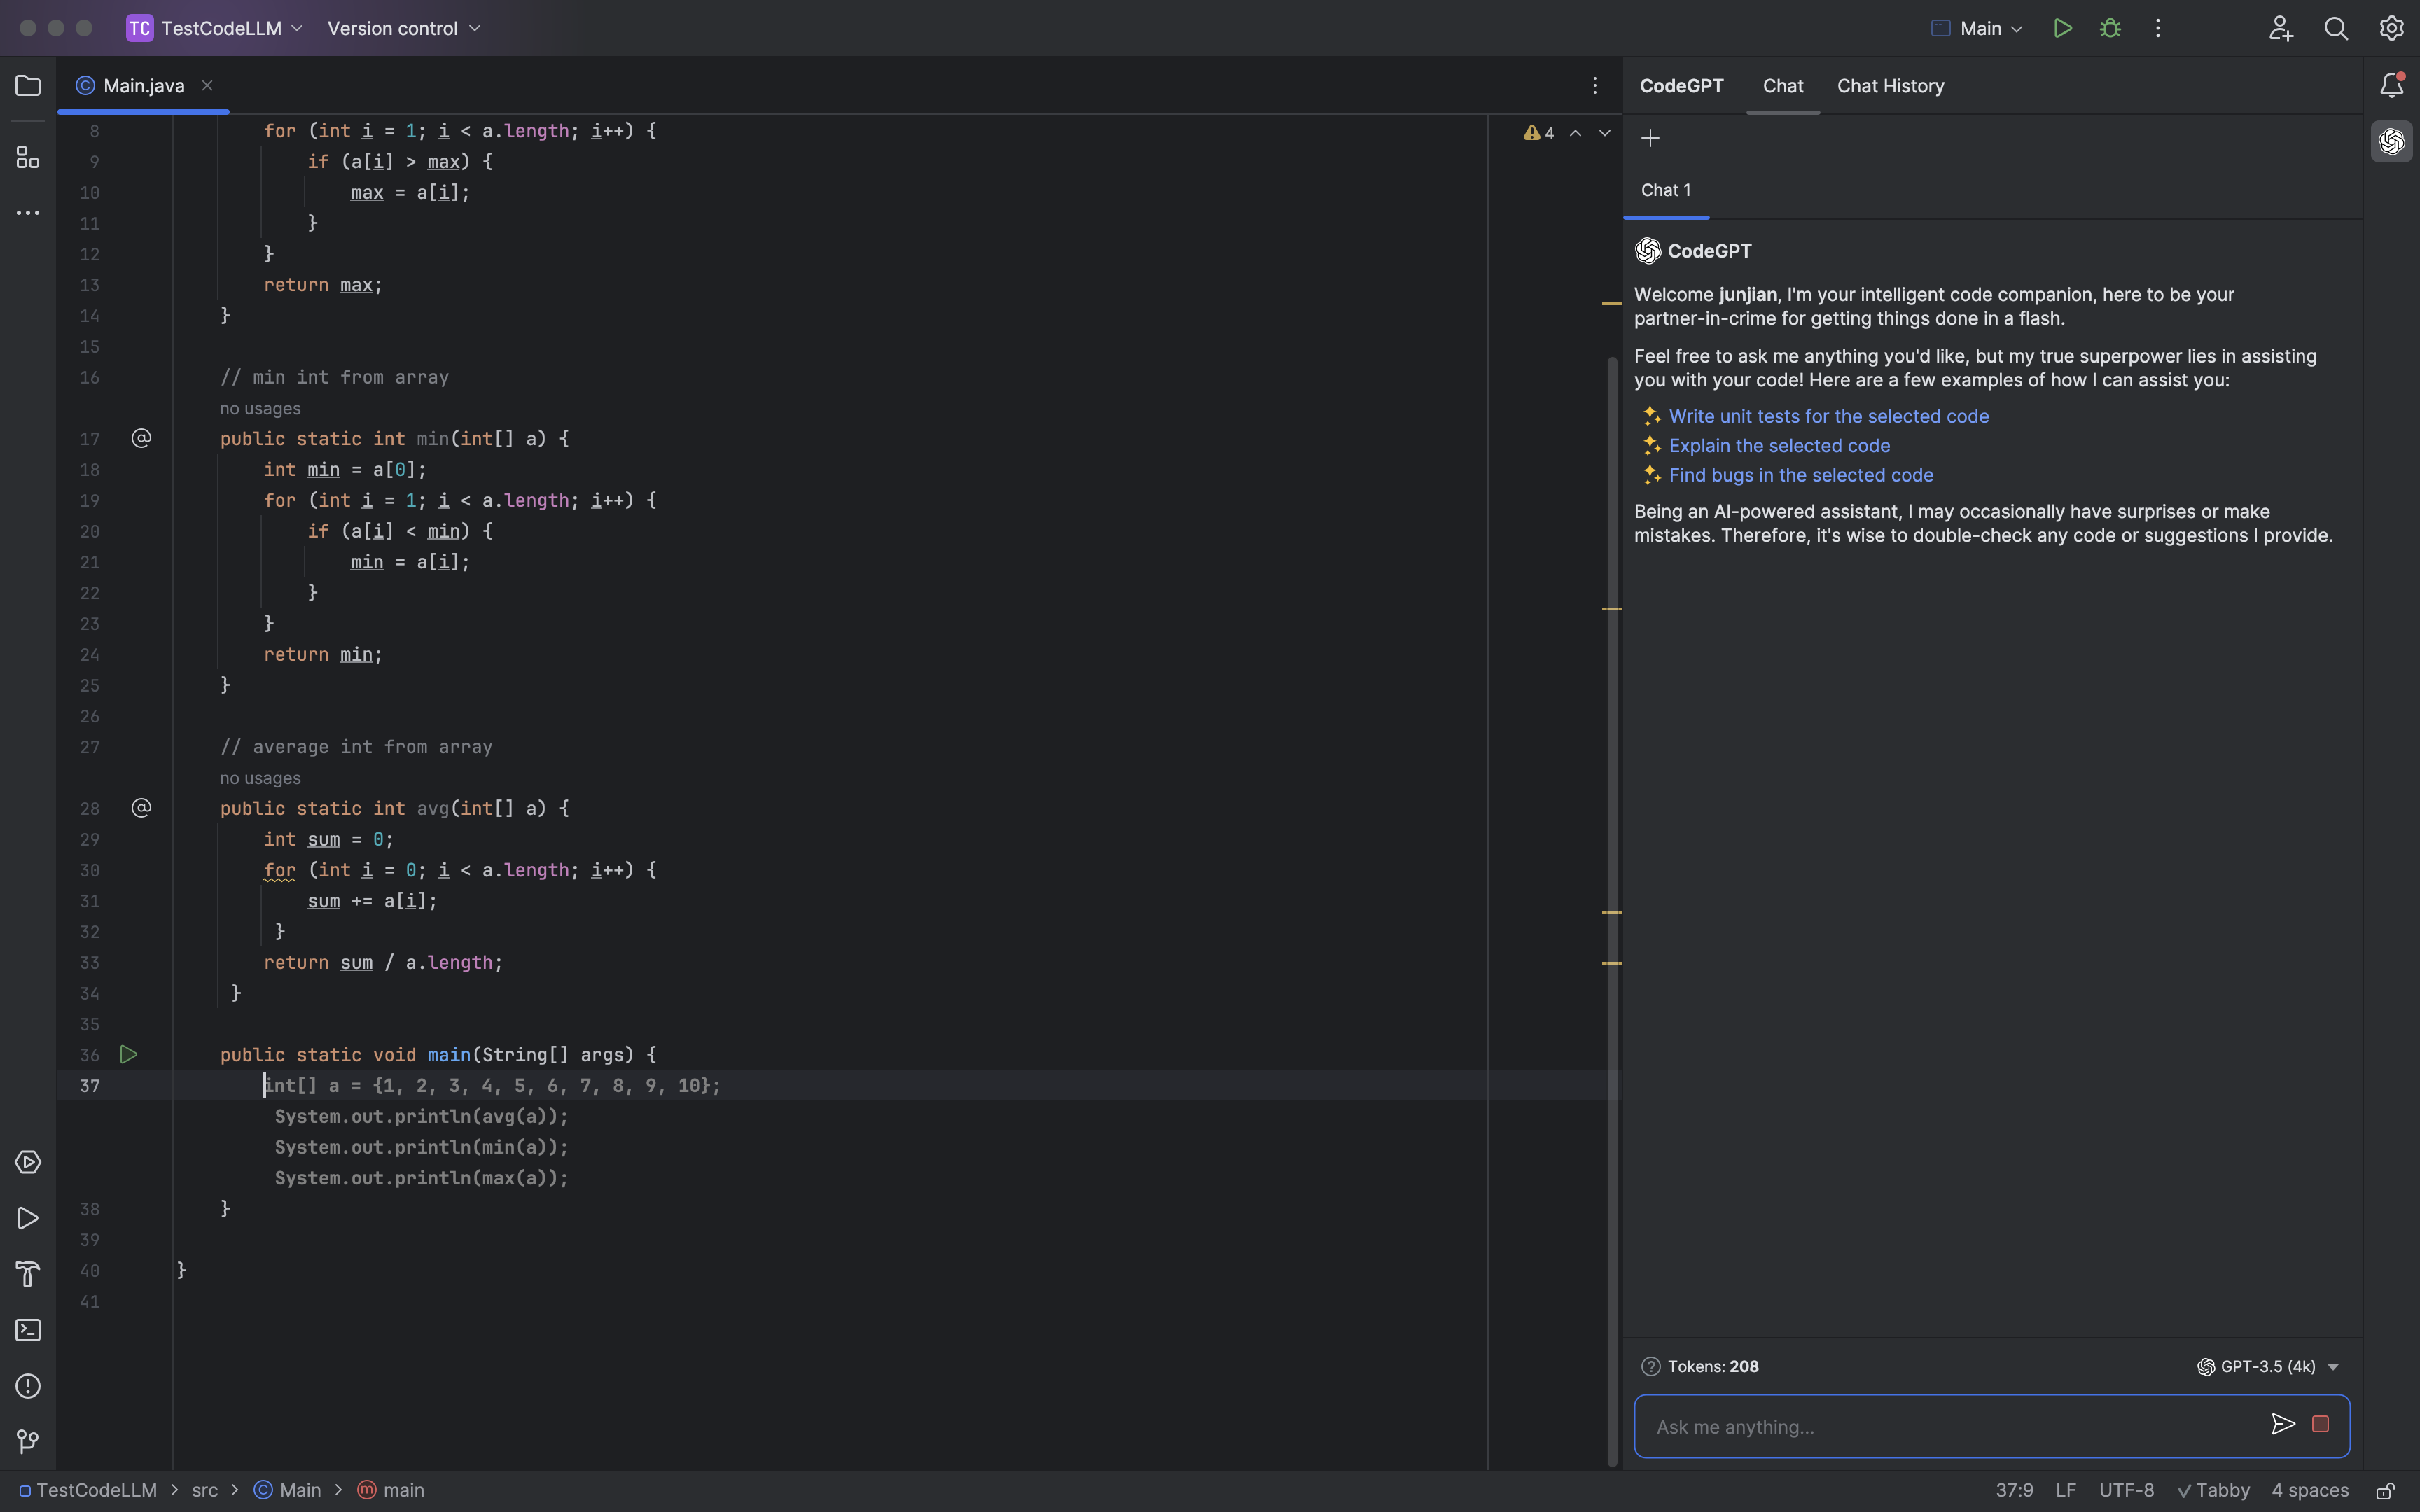 TC TestCodeLLM Version control Main
Main.java
CodeGPT Chat Chat History
8 for (int i = 1; i < a.length; i++) {
9 if (a[i] > max) {
10 max = a[i];
11 }
12 }
13 return max;
14 }
15
16 // min int from array
no usages
17 @ public static int min(int[] a) {
18 int min = a[0];
19 for (int i = 1; i < a.length; i++) {
20 if (a[i] < min) {
21 min = a[i];
22 }
23 }
24 return min;
25 }
26
27 // average int from array
no usages
28 @ public static int avg(int[] a) {
29 int sum = 0;
30 for (int i = 0; i < a.length; i++) {
31 sum += a[i];
32 }
33 return sum / a.length;
34 }
35
36 public static void main(String[] args) {
37 int[] a = {1, 2, 3, 4, 5, 6, 7, 8, 9, 10};
System.out.println(avg(a));
System.out.println(min(a));
System.out.println(max(a));
38 }
39
40 }
41
4
Chat 1
CodeGPT
Welcome junjian, I'm your intelligent code companion, here to be your
partner-in-crime for getting things done in a flash.
Feel free to ask me anything you'd like, but my true superpower lies in assisting
you with your code! Here are a few examples of how I can assist you:
Write unit tests for the selected code
Explain the selected code
Find bugs in the selected code
Being an AI-powered assistant, I may occasionally have surprises or make
mistakes. Therefore, it's wise to double-check any code or suggestions I provide.
Tokens: 208 GPT-3.5 (4k)
Ask me anything...
TestCodeLLM > src > Main > main 37:9 LF UTF-8 Tabby 4 spaces